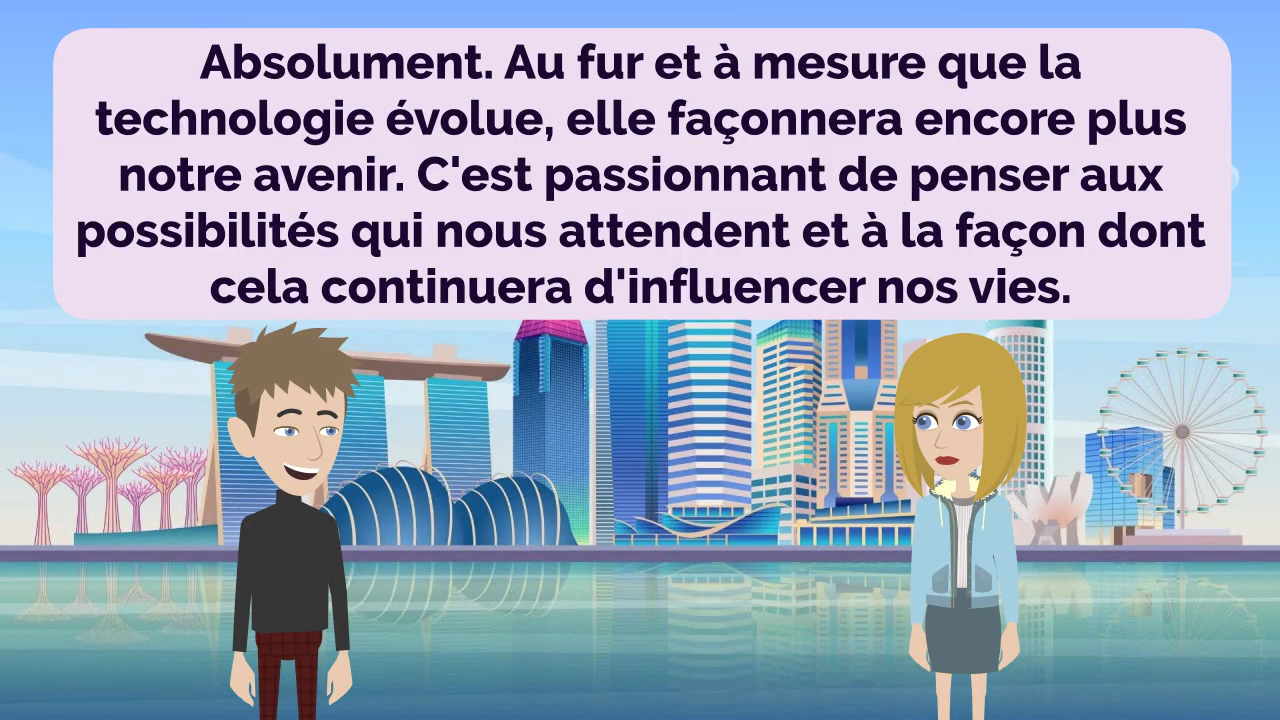 Absolument. Au fur et à mesure que la
technologie évolue, elle façonnera encore plus
notre avenir. C'est passionnant de penser aux
possibilités qui nous attendent et à la façon dont
cela continuera d'influencer nos vies.